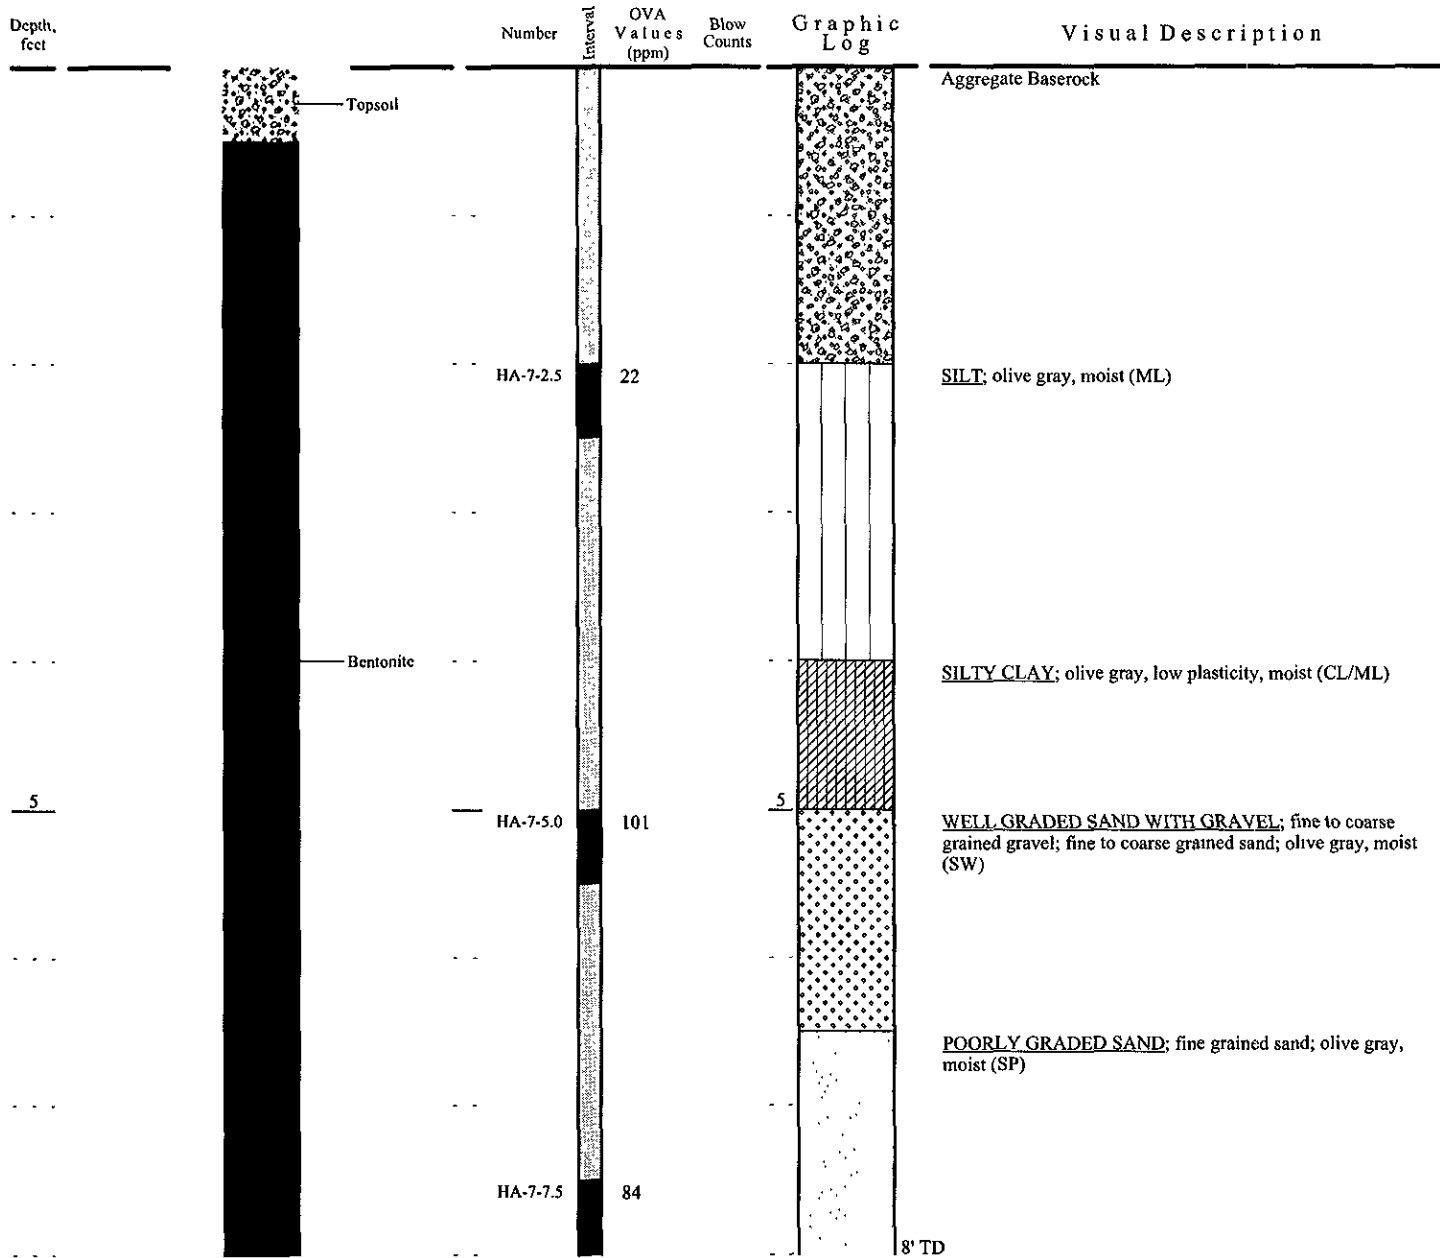 Depth, feet
Number
Interval
OVA Values (ppm)
Blow Counts
Graphic Log
Visual Description
Topsoil
Aggregate Baserock
HA-7-2.5 22
SILT; olive gray, moist (ML)
Bentonite
SILTY CLAY; olive gray, low plasticity, moist (CL/ML)
5
5
HA-7-5.0 101
WELL GRADED SAND WITH GRAVEL; fine to coarse
grained gravel; fine to coarse grained sand; olive gray, moist
(SW)
POORLY GRADED SAND; fine grained sand; olive gray,
moist (SP)
HA-7-7.5 84
8' TD